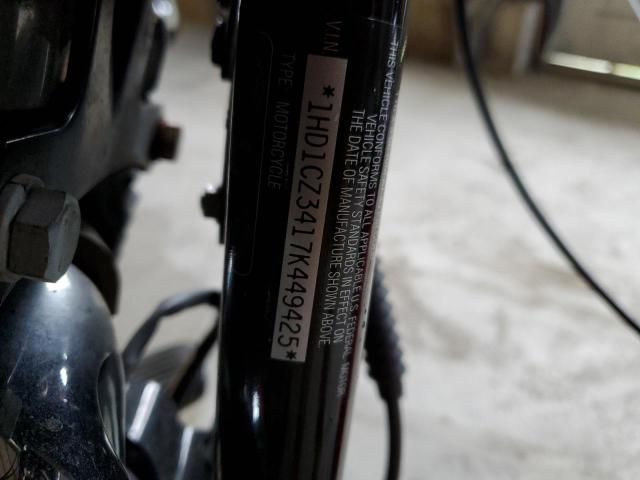 V.I.N.
*1HD1CZ3417K449425*
TYPE MOTORCYCLE
THIS VEHICLE CONFORMS TO ALL APPLICABLE U.S. FEDERAL MOTOR
VEHICLE SAFETY STANDARDS IN EFFECT ON
THE DATE OF MANUFACTURE SHOWN ABOVE.